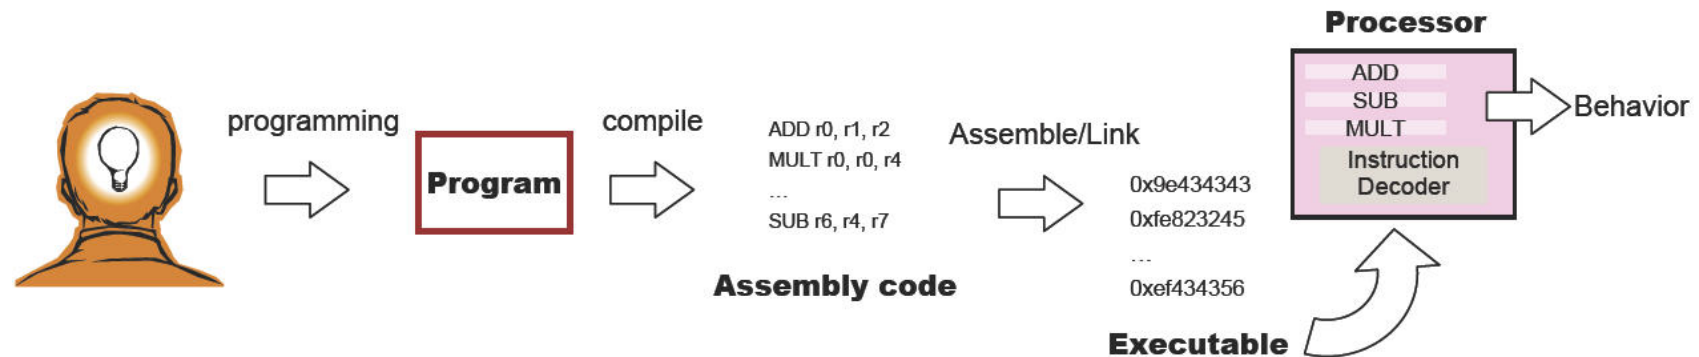 programming
Program
compile
ADD r0, r1, r2
MULT r0, r0, r4
...
SUB r6, r4, r7
Assembly code
Assemble/Link
0x9e434343
0xfe823245
...
0xef434356
Executable
Processor
ADD
SUB
MULT
Instruction
Decoder
Behavior